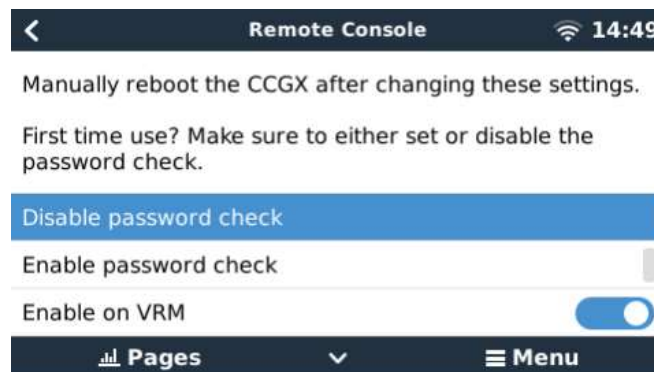 Remote Console 14:49
Manually reboot the CCGX after changing these settings.
First time use? Make sure to either set or disable the
password check.
Disable password check
Enable password check
Enable on VRM
Pages Menu